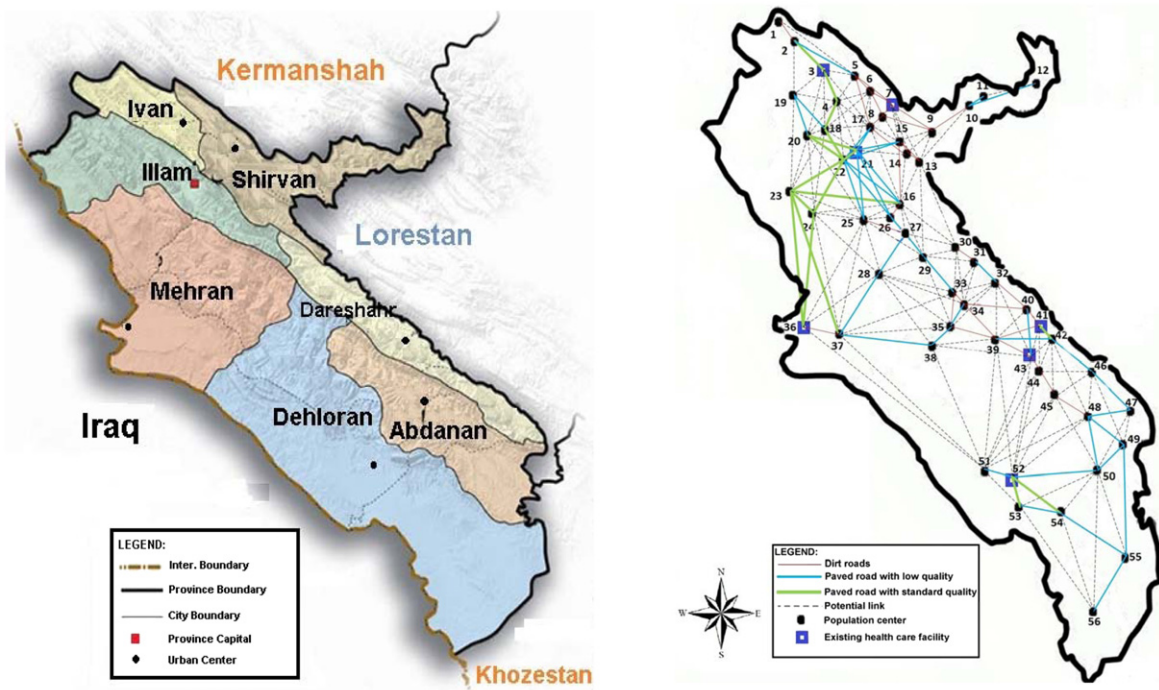 Kermanshah
Ivan
Illam
Shirvan
Lorestan
Mehran
Dareshahr
Iraq
Dehloran
Abdanan
LEGEND:
Inter. Boundary
Province Boundary
City Boundary
Province Capital
Urban Center
Khozestan
1
2
3
5
6
7
12
11
19
4
8
9
10
17
18
15
20
21
14
13
22
23
16
24
25
26
27
30
31
28
29
32
33
34
40
41
36
37
35
42
38
39
43
46
44
45
47
48
49
51
52
50
53
54
55
56
N
W
E
S
LEGEND:
Dirt roads
Paved road with low quality
Paved road with standard quality
Potential link
Population center
Existing health care facility